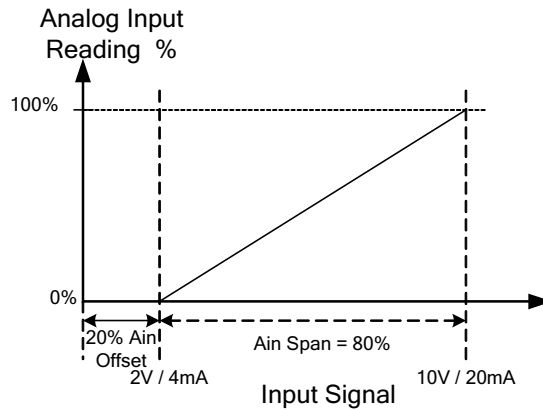 Analog Input
Reading %
100%
0%
20% Ain
Offset
Ain Span = 80%
2V / 4mA
10V / 20mA
Input Signal